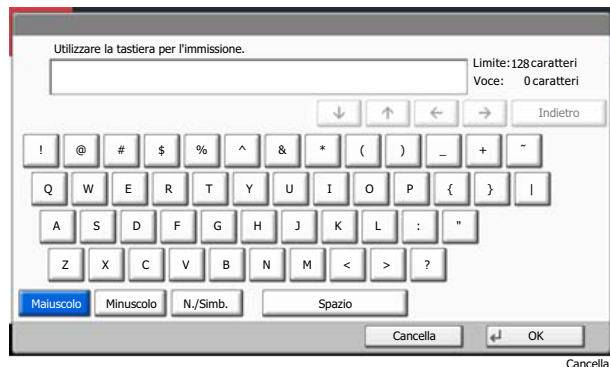 Utilizzare la tastiera per l'immissione.
Limite: 128 caratteri
Voce: 0 caratteri
Indietro
! @ # $ % ^ & * ( ) _ + ~
Q W E R T Y U I O P { } |
A S D F G H J K L : "
Z X C V B N M < > ?
Maiuscolo Minuscolo N./Simb. Spazio
Cancella OK
Cancella